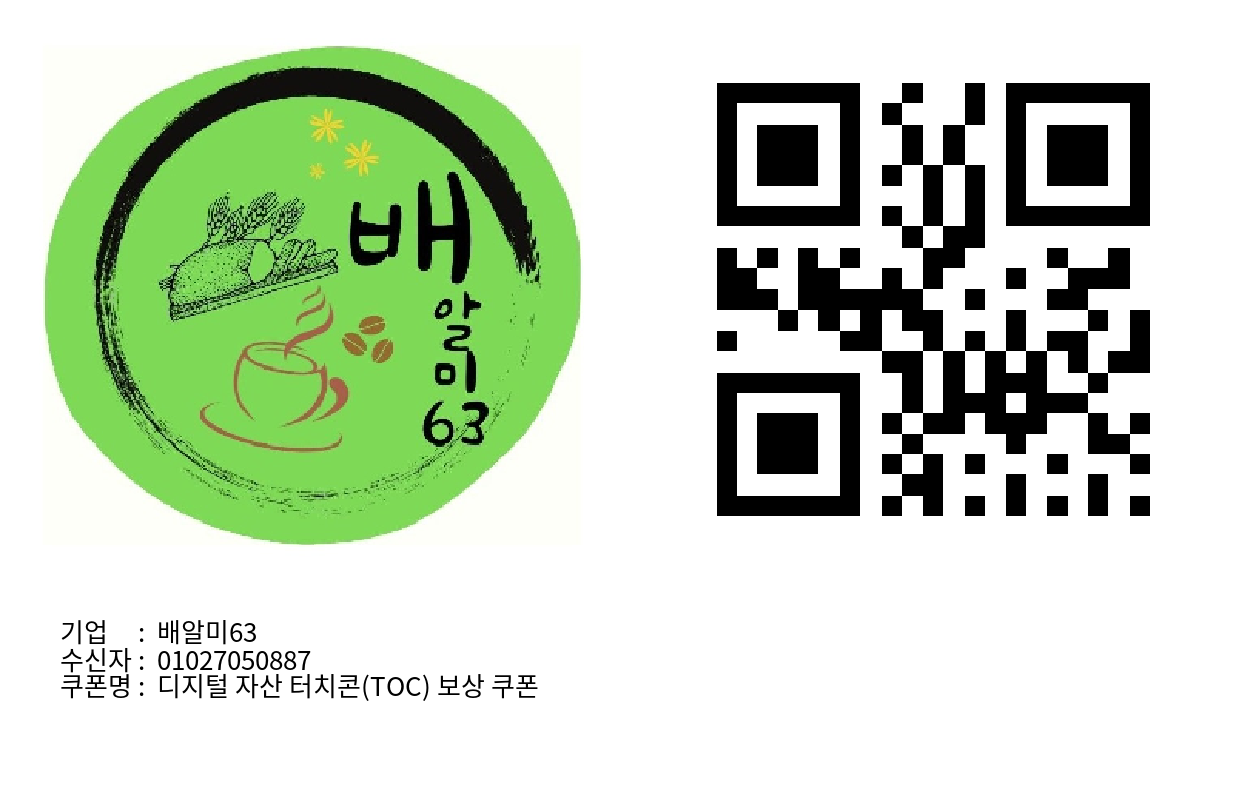 배
알
미
63
기업 : 배알미63
수신자 : 01027050887
쿠폰명 : 디지털 자산 터치콘(TOC) 보상 쿠폰